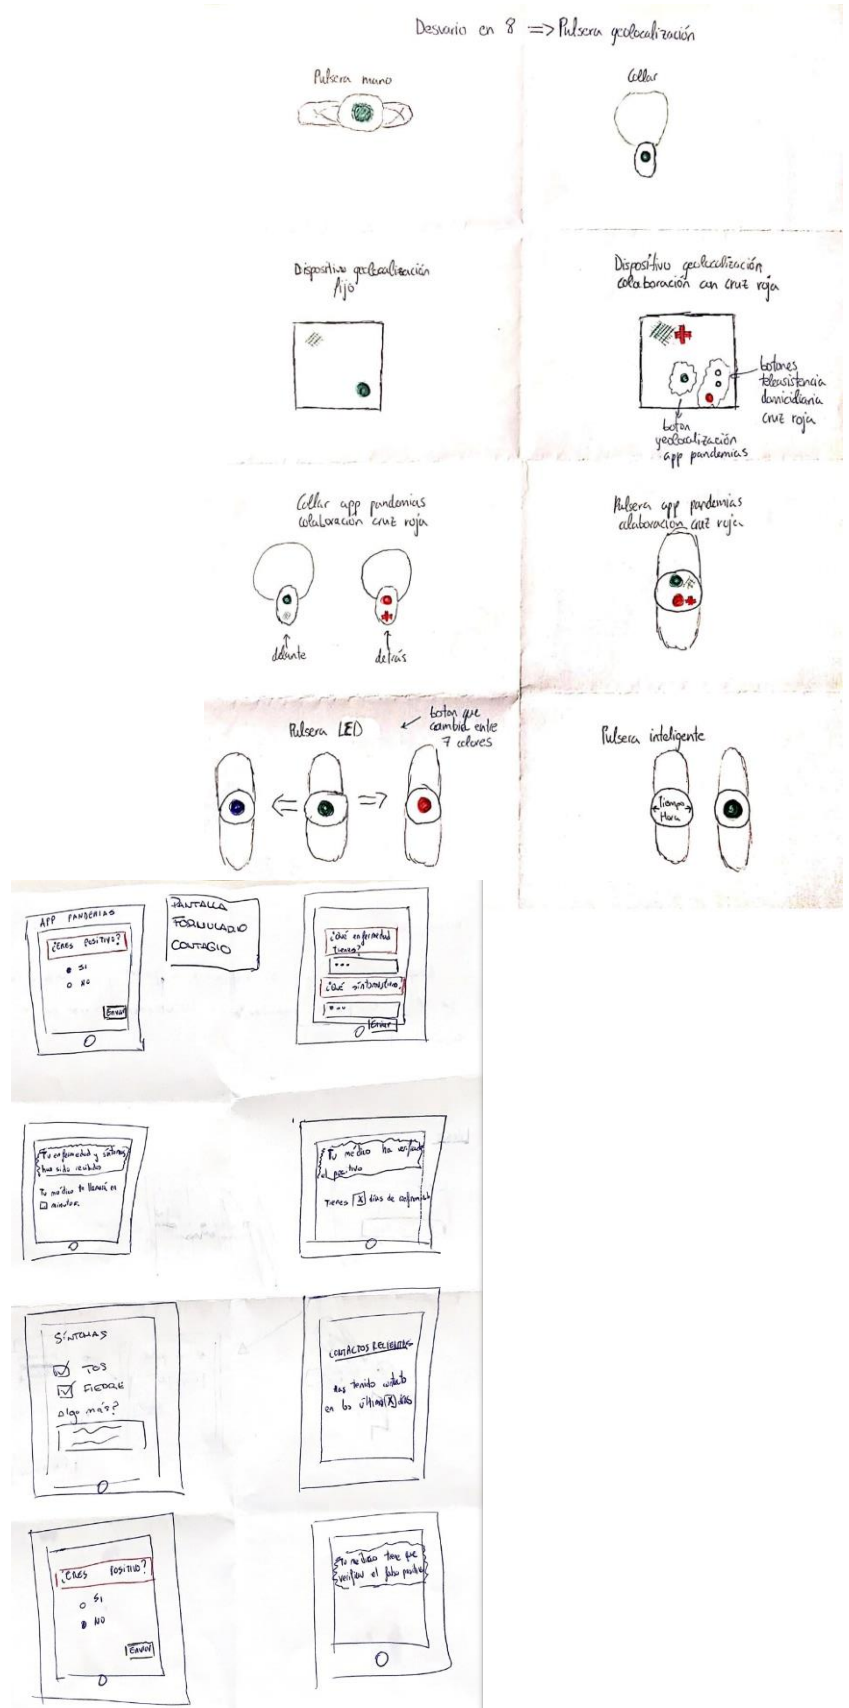 Desvario en 8 => Pulsera geolocalización
Pulsera mano
Collar
Dispositivo geolocalización
fijo
Dispositivo geolocalización
colaboración con cruz roja
botones
teleasistencia
domiciliaria
cruz roja
boton
geolocalización
app pandemias
Collar app pandemias
colaboración cruz roja
delante
detrás
Pulsera app pandemias
colaboracion cruz roja
Pulsera LED
boton que
cambia entre
7 colores
Pulsera inteligente
Tiempo
Hora
APP PANDEMIAS
¿ERES POSITIVO?
SI
NO
Enviar
PANTALLA
FORMULARIO
CONTAGIO
¿Qué enfermedad
tienes?
¿Qué síntomas
Enviar
Tu enfermedad y síntomas
han sido recibidos
Tu médico te llamará en
minutos.
Tu médico ha verificado
el positivo
Tienes X días de
SÍNTOMAS
TOS
FIEBRE
Algo más?
CONTACTOS RECIENTES
Has tenido contacto
en los últimos X días
¿ERES POSITIVO?
SI
NO
Enviar
Tu médico tiene que
verificar el falso positivo